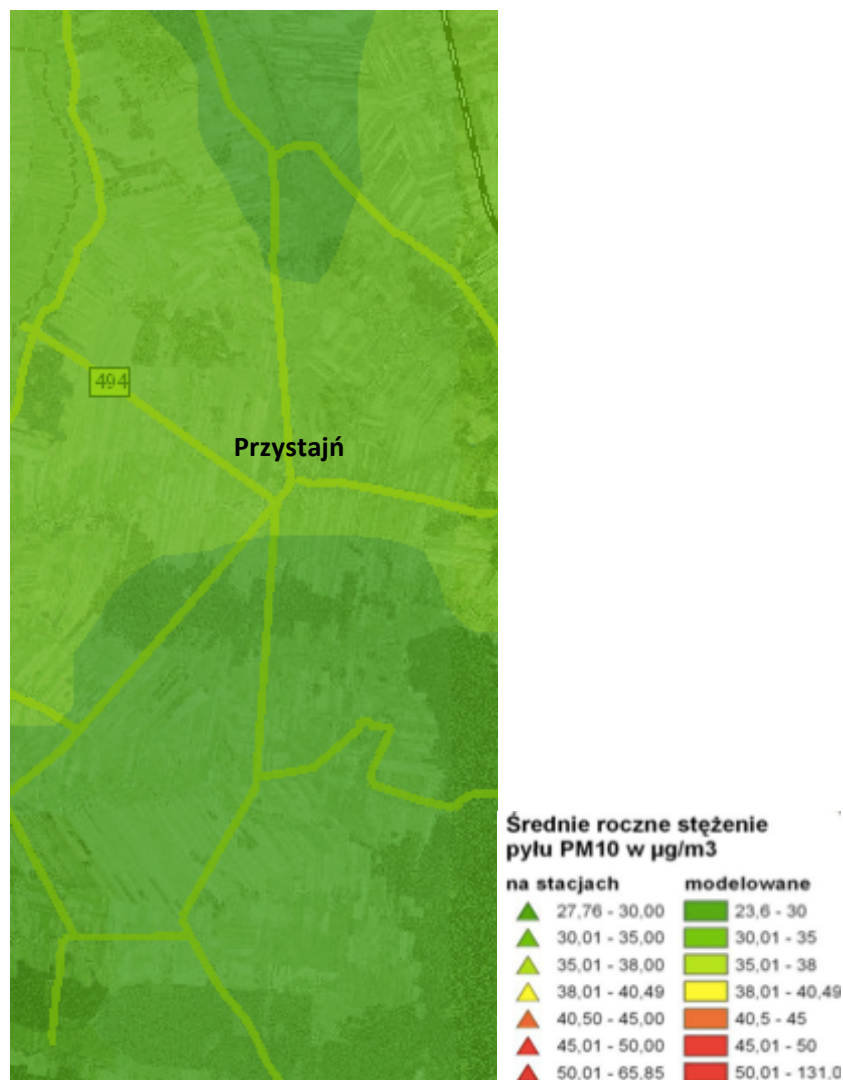 494
Przystajń
Średnie roczne stężenie
pyłu PM10 w µg/m3
na stacjach modelowane
27,76 - 30,00 23,6 - 30
30,01 - 35,00 30,01 - 35
35,01 - 38,00 35,01 - 38
38,01 - 40,49 38,01 - 40,49
40,50 - 45,00 40,5 - 45
45,01 - 50,00 45,01 - 50
50,01 - 65,85 50,01 - 131,0